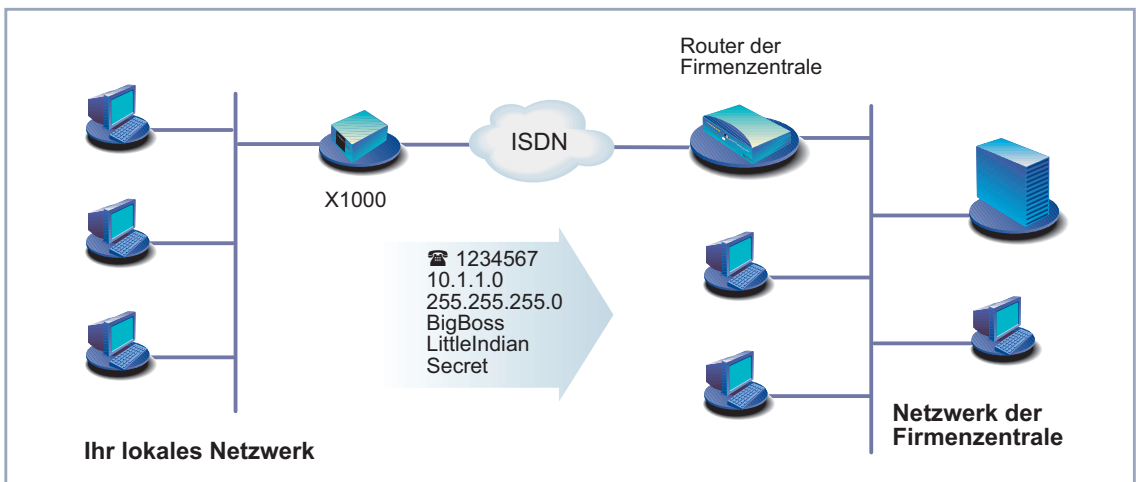 Router der
Firmenzentrale
ISDN
X1000
☎ 1234567
10.1.1.0
255.255.255.0
BigBoss
LittleIndian
Secret
Ihr lokales Netzwerk
Netzwerk der
Firmenzentrale